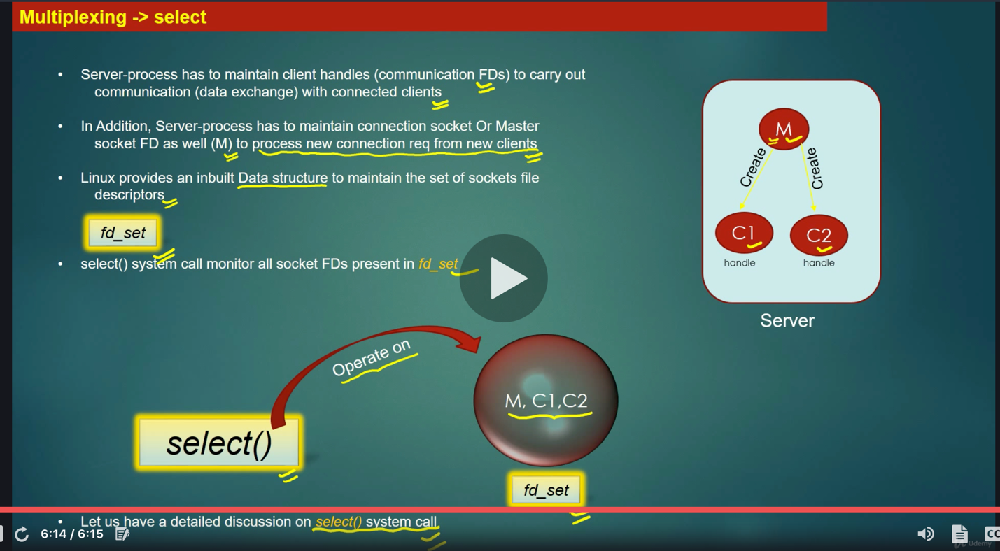 Multiplexing -> select
• Server-process has to maintain client handles (communication FDs) to carry out
communication (data exchange) with connected clients
• In Addition, Server-process has to maintain connection socket Or Master
socket FD as well (M) to process new connection req from new clients
• Linux provides an inbuilt Data structure to maintain the set of sockets file
descriptors
fd_set
• select() system call monitor all socket FDs present in fd_set
M
Create
Create
C1
C2
handle
handle
Server
Operate on
M, C1,C2
select()
fd_set
• Let us have a detailed discussion on select() system call
6:14 / 6:15
CC
Udemy